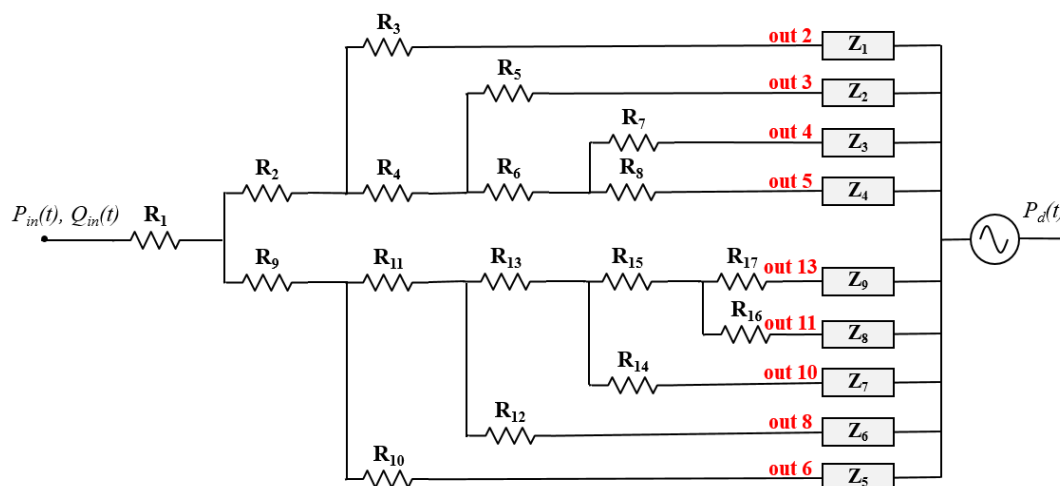 R3
out 2
Z1
R5
out 3
Z2
R7
out 4
Z3
R2
R4
R6
R8
out 5
Z4
Pin(t), Qin(t)
R1
Pd(t)
R9
R11
R13
R15
R17
out 13
Z9
R16
out 11
Z8
R14
out 10
Z7
R12
out 8
Z6
R10
out 6
Z5